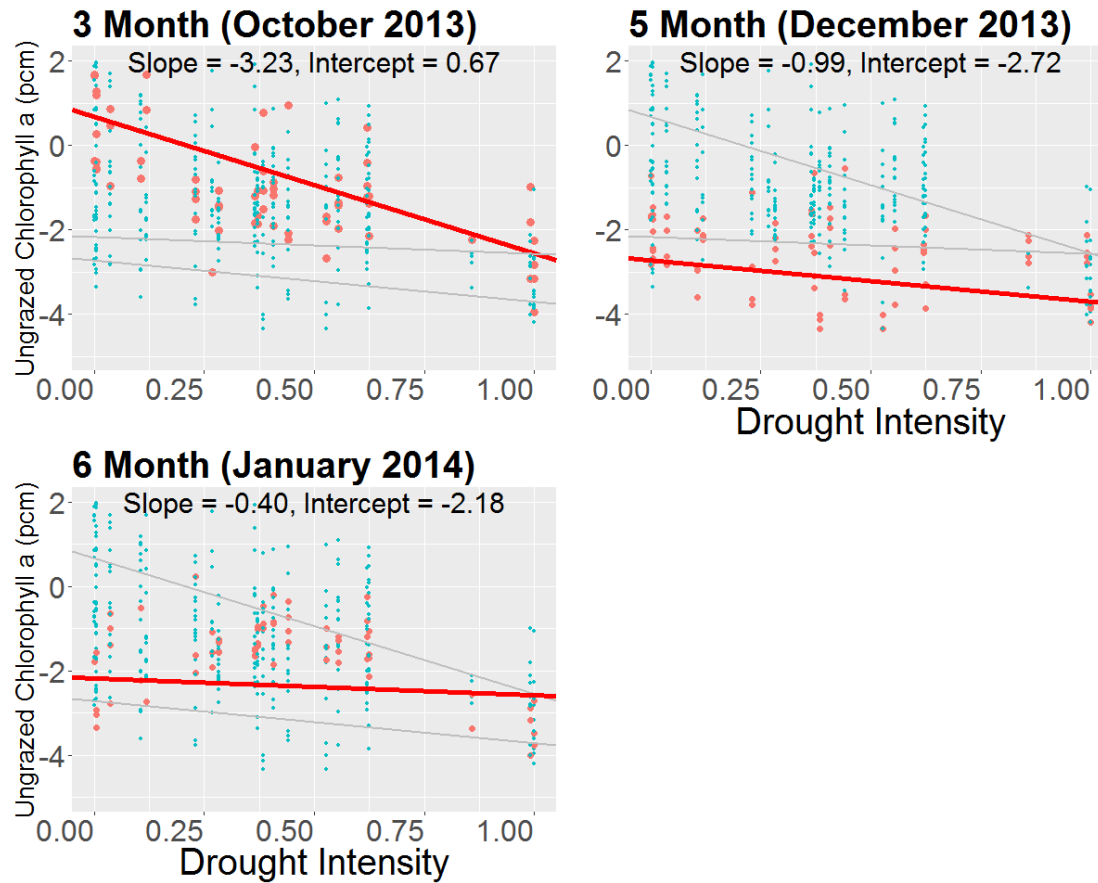 3 Month (October 2013)
Slope = -3.23, Intercept = 0.67
Ungrazed Chlorophyll a (pcm)
2
0
-2
-4
0.00 0.25 0.50 0.75 1.00
5 Month (December 2013)
Slope = -0.99, Intercept = -2.72
2
0
-2
-4
0.00 0.25 0.50 0.75 1.00
Drought Intensity
6 Month (January 2014)
Slope = -0.40, Intercept = -2.18
Ungrazed Chlorophyll a (pcm)
2
0
-2
-4
0.00 0.25 0.50 0.75 1.00
Drought Intensity